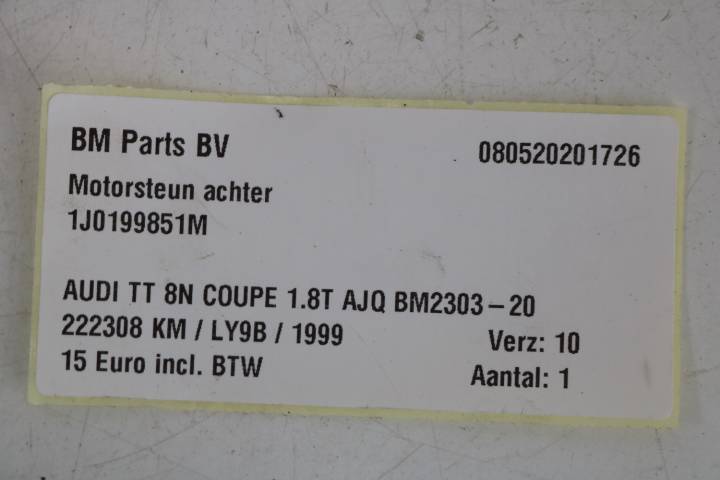 BM Parts BV 080520201726
Motorsteun achter
1J0199851M
AUDI TT 8N COUPE 1.8T AJQ BM2303-20
222308 KM / LY9B / 1999 Verz: 10
15 Euro incl. BTW Aantal: 1